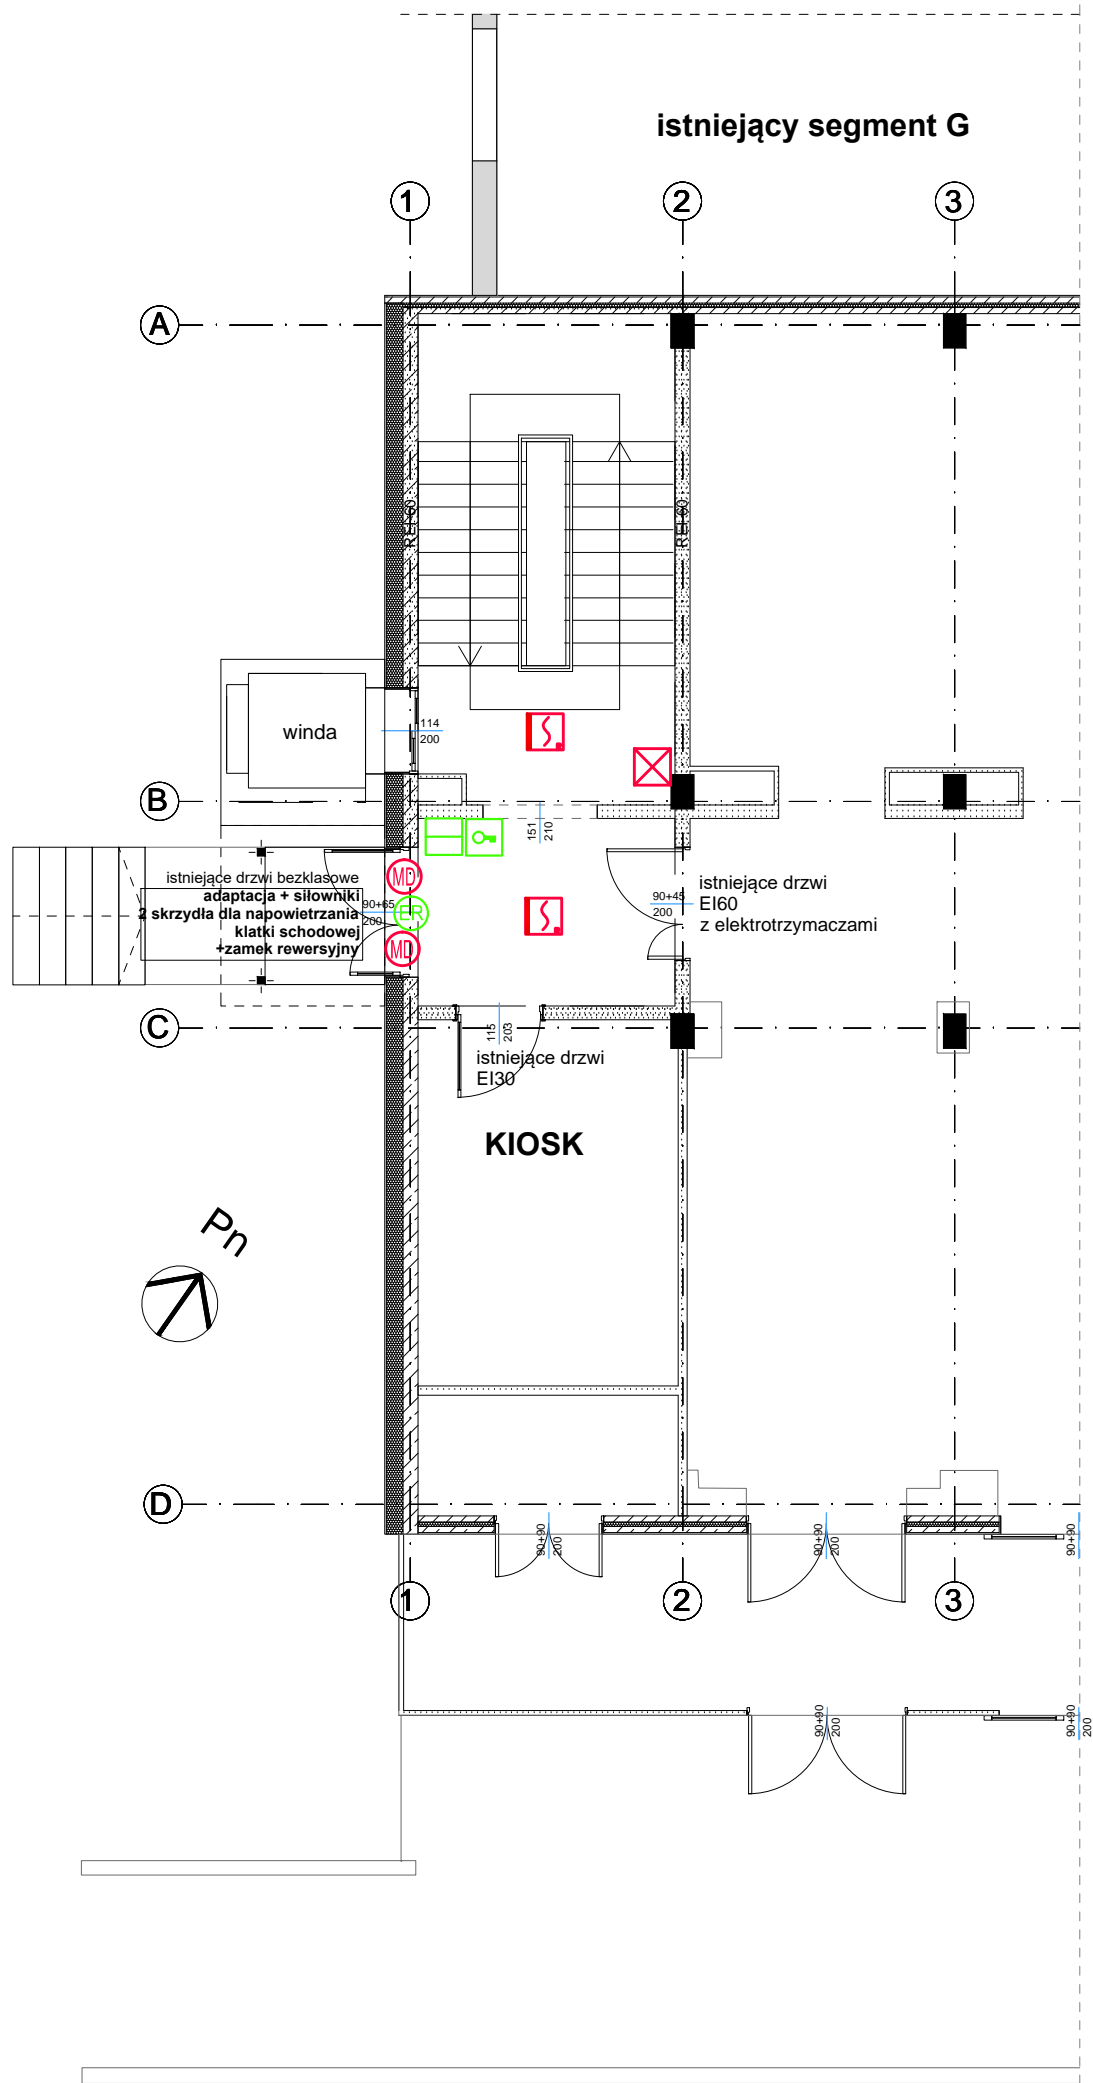 istniejący segment G
1
2
3
A
REI 60
REI 60
winda
114
200
B
151
210
istniejące drzwi bezklasowe
adaptacja + siłowniki
2 skrzydła dla napowietrzania
klatki schodowej
+zamek rewersyjny
90+65
200
MD
ER
MD
90+45
200
istniejące drzwi
EI60
z elektrotrzymaczami
C
115
203
istniejące drzwi
EI30
KIOSK
Pn
D
90+90
200
90+90
200
90+90
200
1
2
3
90+90
200
90+90
200